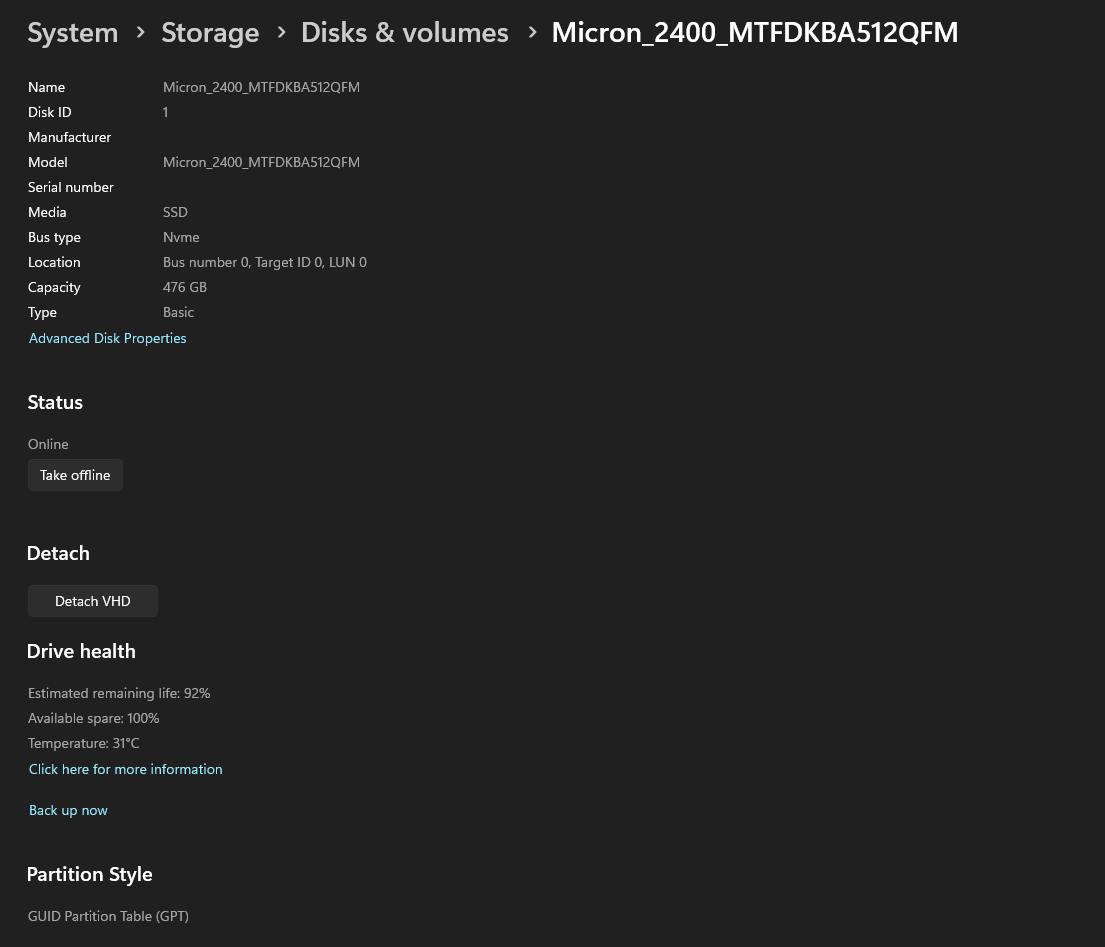 System > Storage > Disks & volumes > Micron_2400_MTFDKBA512QFM
Name Micron_2400_MTFDKBA512QFM
Disk ID 1
Manufacturer
Model Micron_2400_MTFDKBA512QFM
Serial number
Media SSD
Bus type Nvme
Location Bus number 0, Target ID 0, LUN 0
Capacity 476 GB
Type Basic
Advanced Disk Properties
Status
Online
Take offline
Detach
Detach VHD
Drive health
Estimated remaining life: 92%
Available spare: 100%
Temperature: 31°C
Click here for more information
Back up now
Partition Style
GUID Partition Table (GPT)